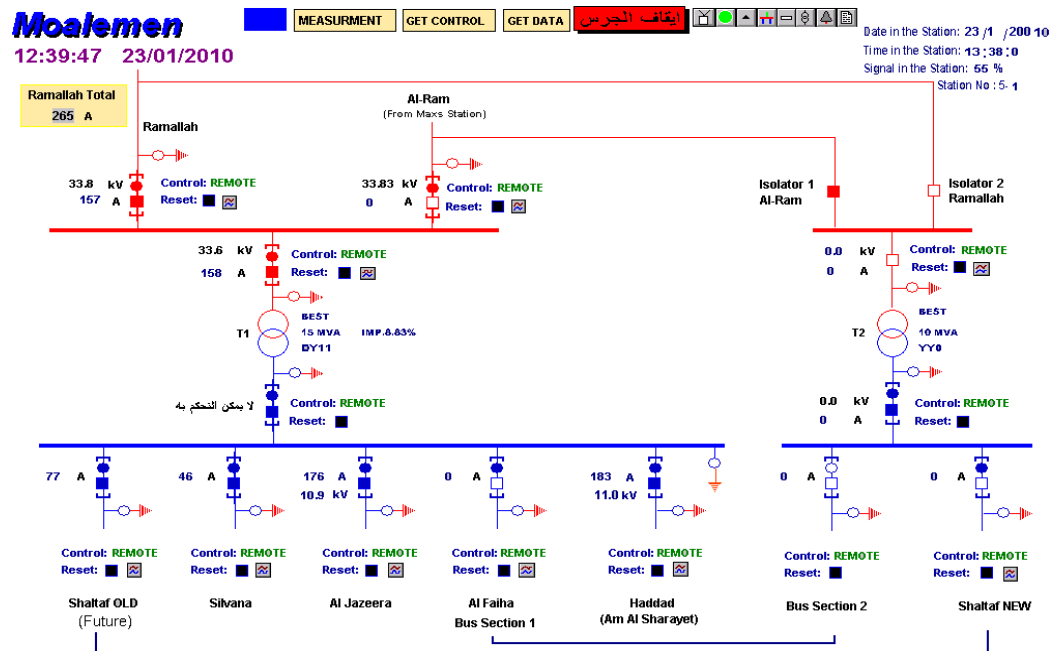 Moalemen
MEASURMENT
GET CONTROL
GET DATA
ايقاف الجرس
12:39:47 23/01/2010
Date in the Station: 23 /1 /200 10
Time in the Station: 13 : 38 : 0
Signal in the Station: 55 %
Station No : 5- 1
Ramallah Total
265 A
Ramallah
Al-Ram
(From Maxs Station)
33.8 kV
157 A
Control: REMOTE
Reset:
33.83 kV
0 A
Control: REMOTE
Reset:
Isolator 1
Al-Ram
Isolator 2
Ramallah
33.6 kV
158 A
Control: REMOTE
Reset:
0.0 kV
0 A
Control: REMOTE
Reset:
T1
BEST
15 MVA IMP.8.83%
DY11
T2
BEST
10 MVA
YY0
لا يمكن التحكم به
Control: REMOTE
Reset:
0.0 kV
0 A
Control: REMOTE
Reset:
77 A
46 A
176 A
10.9 kV
0 A
183 A
11.0 kV
0 A
0 A
Control: REMOTE
Reset:
Control: REMOTE
Reset:
Control: REMOTE
Reset:
Control: REMOTE
Reset:
Control: REMOTE
Reset:
Control: REMOTE
Reset:
Control: REMOTE
Reset:
Shaltaf OLD
(Future)
Silvana
Al Jazeera
Al Faiha
Bus Section 1
Haddad
(Am Al Sharayet)
Bus Section 2
Shaltaf NEW